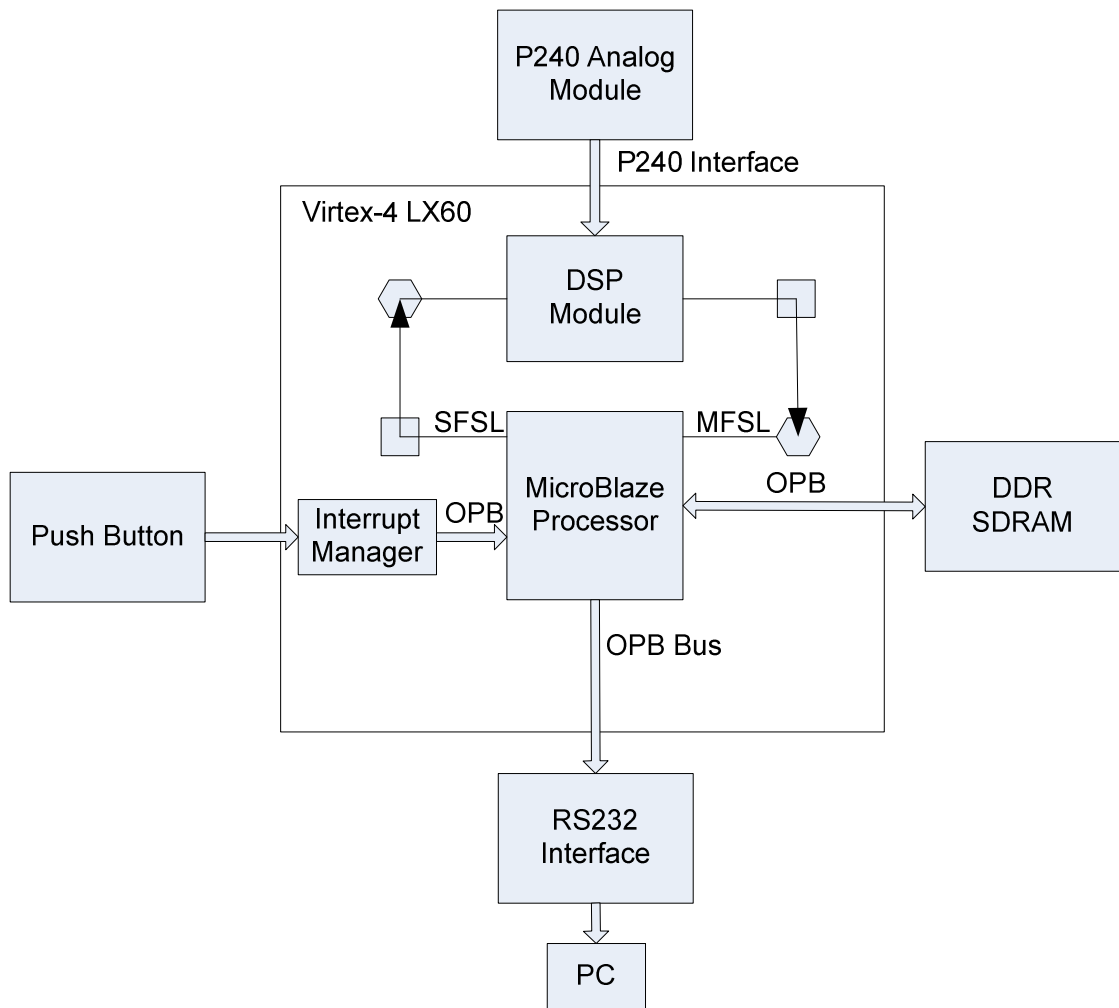 P240 Analog
Module
P240 Interface
Virtex-4 LX60
DSP
Module
SFSL
MFSL
MicroBlaze
Processor
OPB
DDR
SDRAM
Push Button
Interrupt
Manager
OPB
OPB Bus
RS232
Interface
PC